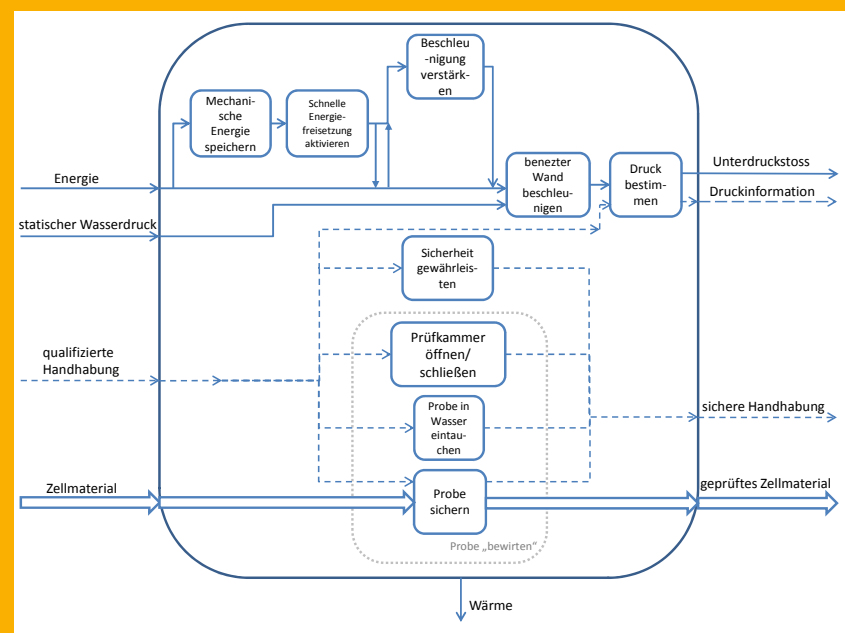 Beschleu
-nigung
verstärk-
en
Mechani-
sche
Energie
speichern
Schnelle
Energie-
freisetzung
aktivieren
benezter
Wand
beschleu-
nigen
Druck
bestim-
men
Unterdruckstoss
Energie
Druckinformation
statischer Wasserdruck
Sicherheit
gewährleis-
ten
Prüfkammer
öffnen/
schließen
qualifizierte
Handhabung
Probe in
Wasser
eintau-
chen
sichere Handhabung
Zellmaterial
Probe
sichern
geprüftes Zellmaterial
Probe „bewirten“
Wärme